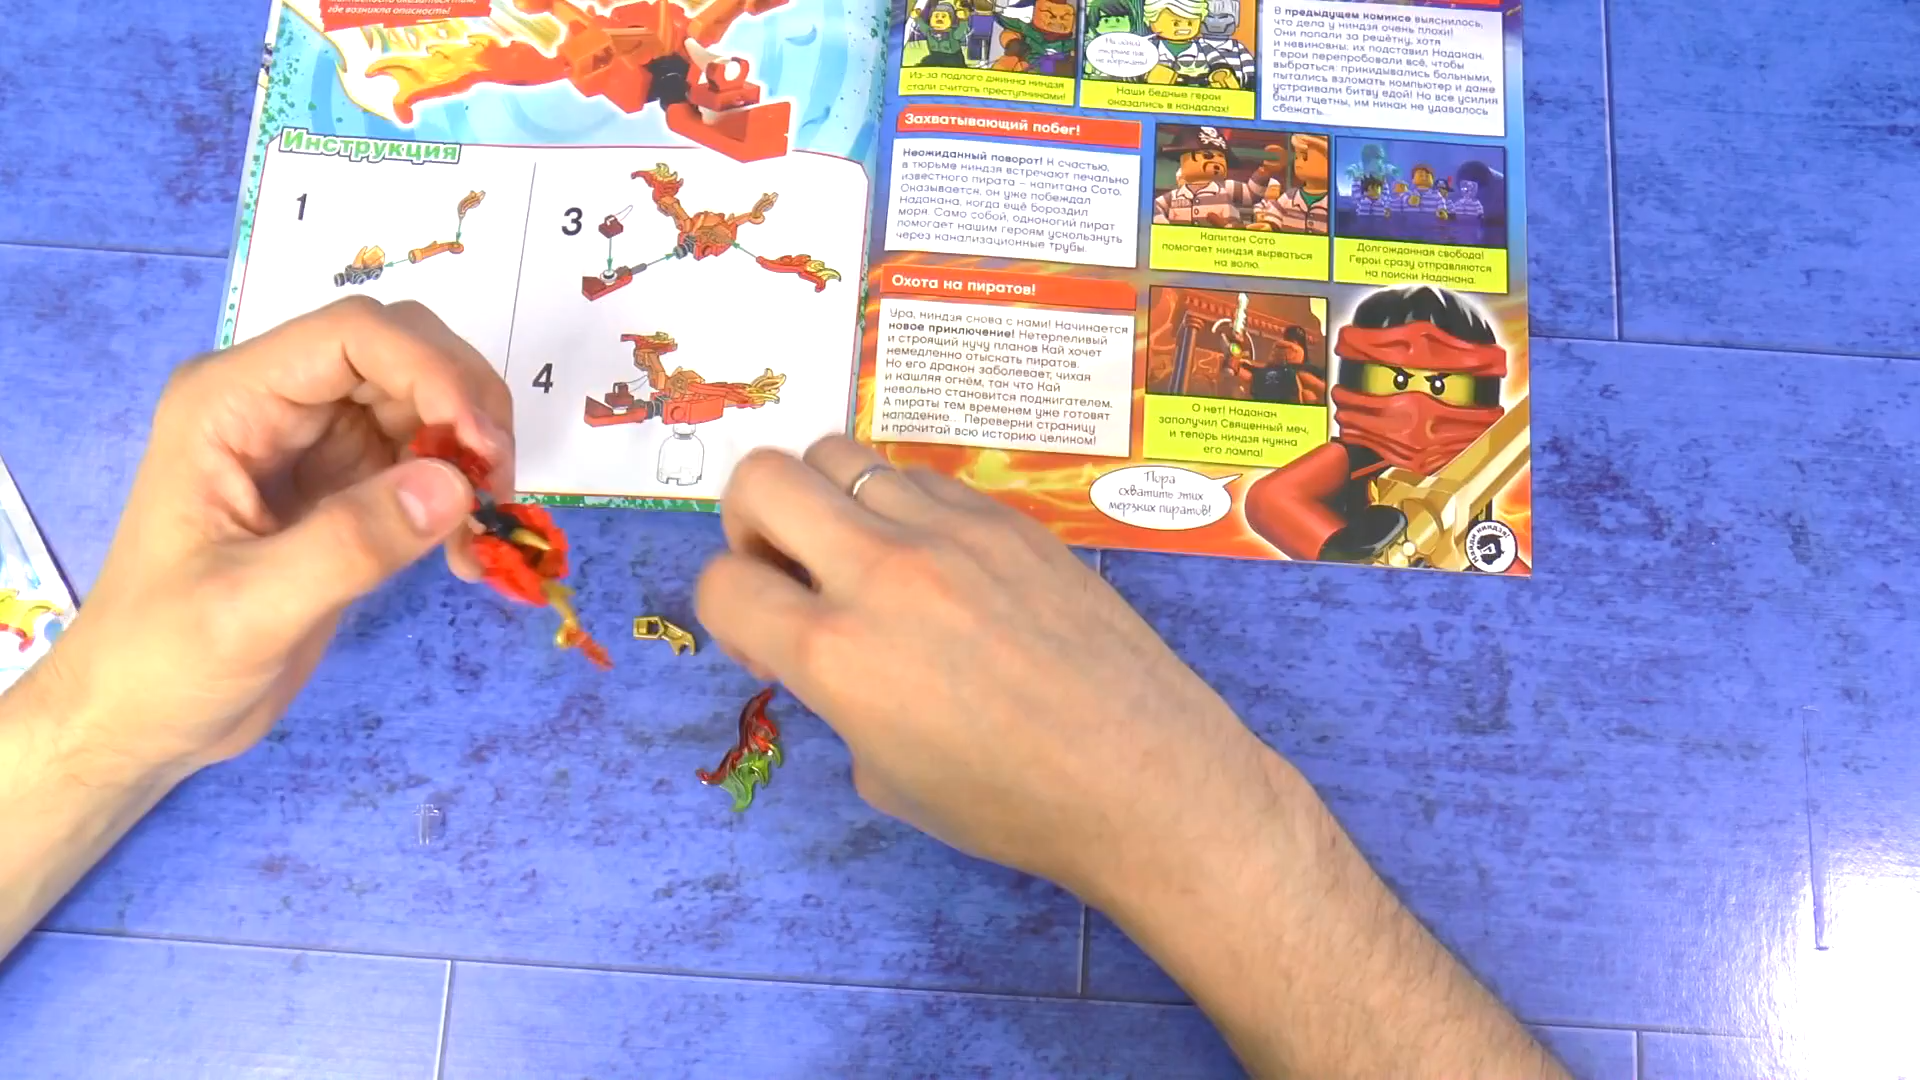 где возникла опасность!
Инструкция
1
3
4
Из-за подлого джинна ниндзя
стали считать преступниками!
Наши бедные герои
оказались в кандалах!
В предыдущем комиксе выяснилось,
что дела у ниндзя очень плохи!
Они попали за решётку, хотя
и невиновны, их подставил Надакан.
Герои перепробовали всё, чтобы
выбраться: прикидывались больными,
пытались взломать компьютер и даже
устраивали битву едой! Но все усилия
были тщетны, им никак не удавалось
сбежать...
Захватывающий побег!
Неожиданный поворот! К счастью,
в тюрьме ниндзя встречают печально
известного пирата – капитана Сото.
Оказывается, он уже побеждал
Надакана, когда ещё бороздил
моря. Само собой, одноногий пират
помогает нашим героям ускользнуть
через канализационные трубы.
Капитан Сото
помогает ниндзя вырваться
на волю.
Долгожданная свобода!
Герои сразу отправляются
на поиски Надакана.
Охота на пиратов!
Ура, ниндзя снова с нами! Начинается
новое приключение! Нетерпеливый
и строящий кучу планов Кай хочет
немедленно отыскать пиратов.
Но его дракон заболевает, чихая
и кашляя огнём, так что Кай
невольно становится поджигателем.
А пираты тем временем уже готовят
нападение... Переверни страницу
и прочитай всю историю целиком!
О нет! Надакан
заполучил Священный меч,
и теперь ниндзя нужна
его лампа!
Пора
схватить этих
мерзких пиратов!
Найди ниндзя!